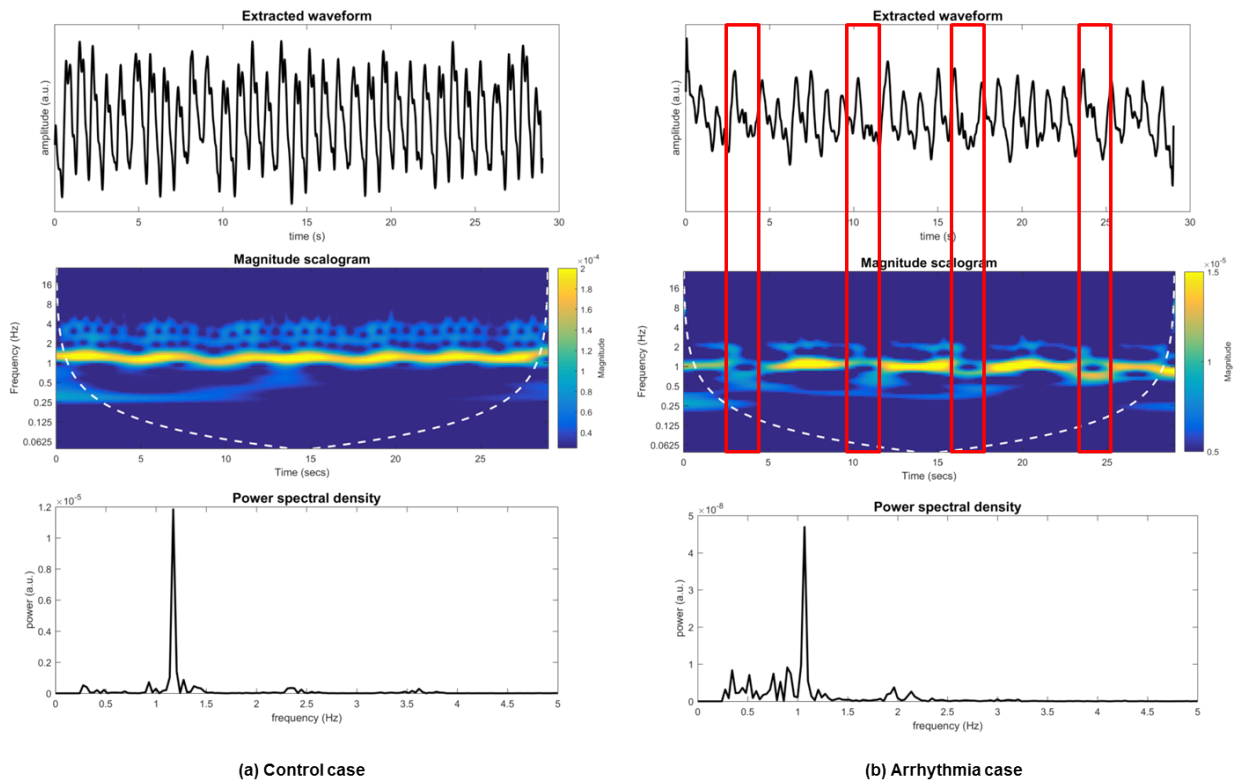 Extracted waveform
amplitude (a.u.)
0 5 10 15 20 25 30
time (s)
Magnitude scalogram
×10-4
16
8
4
2
1
0.5
0.25
0.125
0.0625
Frequency (Hz)
0 5 10 15 20 25
Time (secs)
2
1.8
1.6
1.4
1.2
1
0.8
0.6
0.4
Magnitude
Power spectral density
×10-5
1.2
1
0.8
0.6
0.4
0.2
0
power (a.u.)
0 0.5 1 1.5 2 2.5 3 3.5 4 4.5 5
frequency (Hz)
(a) Control case
Extracted waveform
amplitude (a.u.)
0 5 10 15 20 25 30
time (s)
Magnitude scalogram
×10-5
16
8
4
2
1
0.5
0.25
0.125
0.0625
Frequency (Hz)
0 5 10 15 20 25
Time (secs)
1.5
1
0.5
Magnitude
Power spectral density
×10-8
5
4
3
2
1
0
power (a.u.)
0 0.5 1 1.5 2 2.5 3 3.5 4 4.5 5
frequency (Hz)
(b) Arrhythmia case